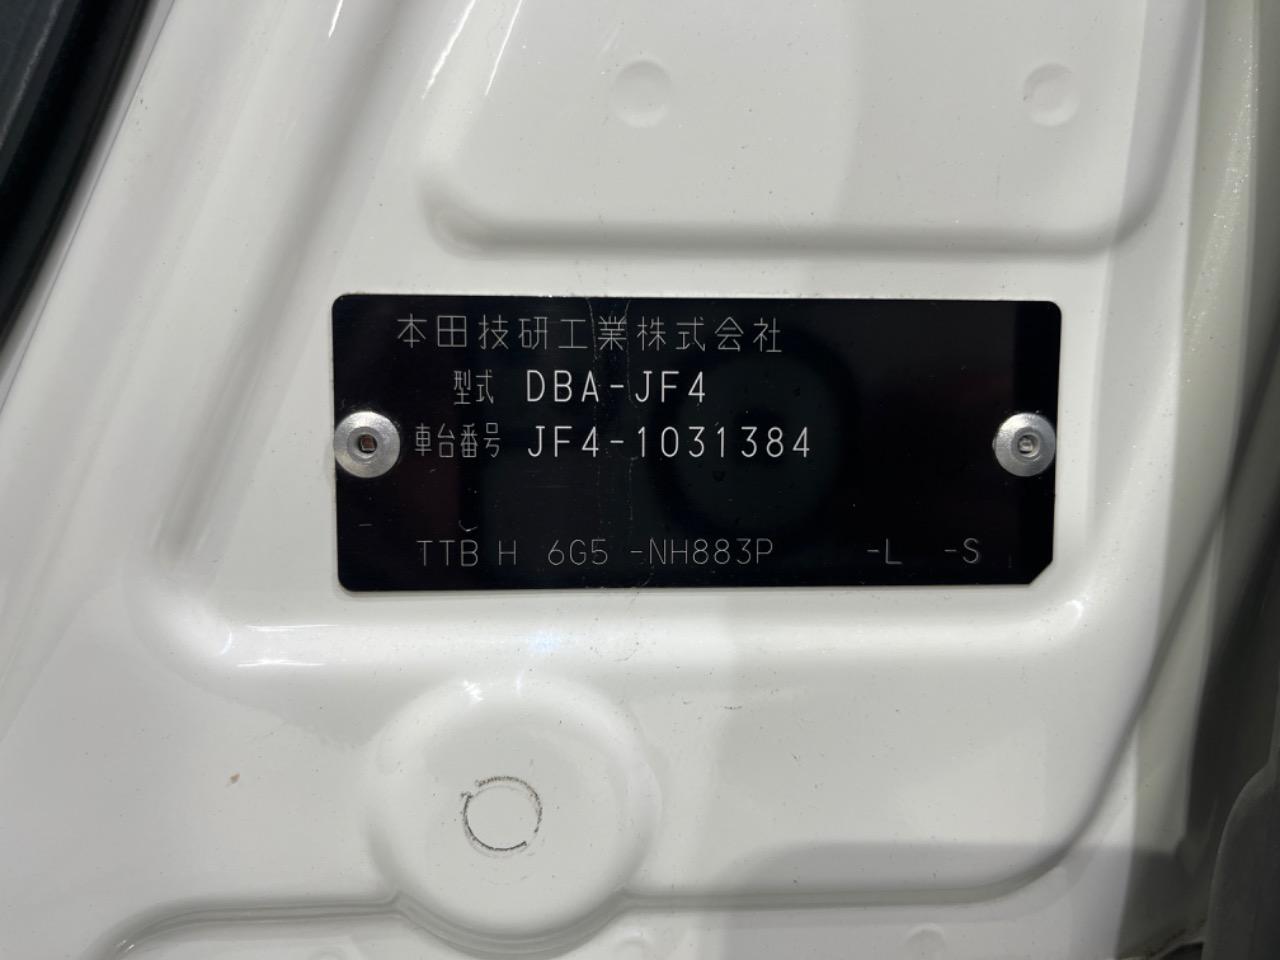 本田技研工業株式会社
型式 DBA-JF4
車台番号 JF4-1031384
TTB H 6G5 -NH883P -L -S